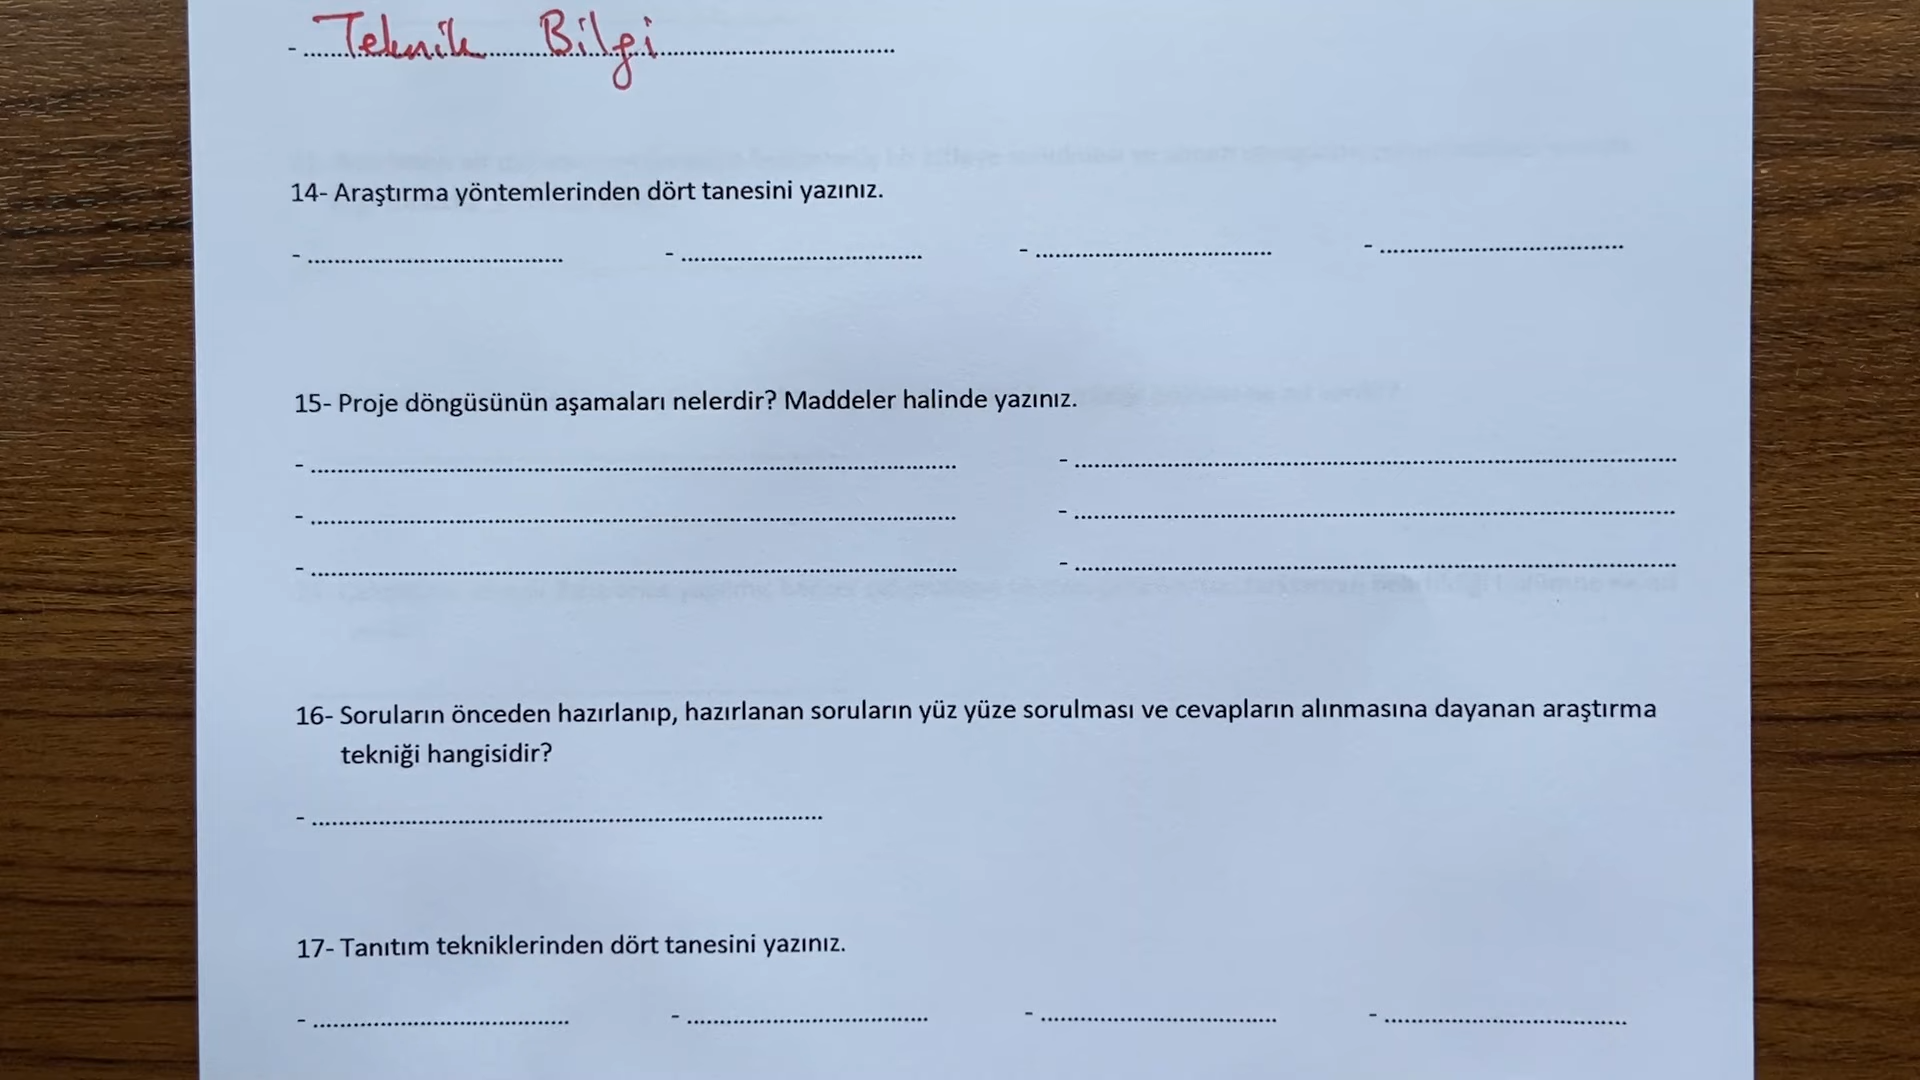 - Teknik Bilgi
14- Araştırma yöntemlerinden dört tanesini yazınız.
- ........................................ - ...................................... - ..................................... - ......................................
15- Proje döngüsünün aşamaları nelerdir? Maddeler halinde yazınız.
- .................................................................................................... - ..............................................................................................
- .................................................................................................... - ..............................................................................................
- .................................................................................................... - ..............................................................................................
16- Soruların önceden hazırlanıp, hazırlanan soruların yüz yüze sorulması ve cevapların alınmasına dayanan araştırma
tekniği hangisidir?
- ................................................................................
17- Tanıtım tekniklerinden dört tanesini yazınız.
- ........................................ - ...................................... - ..................................... - ......................................